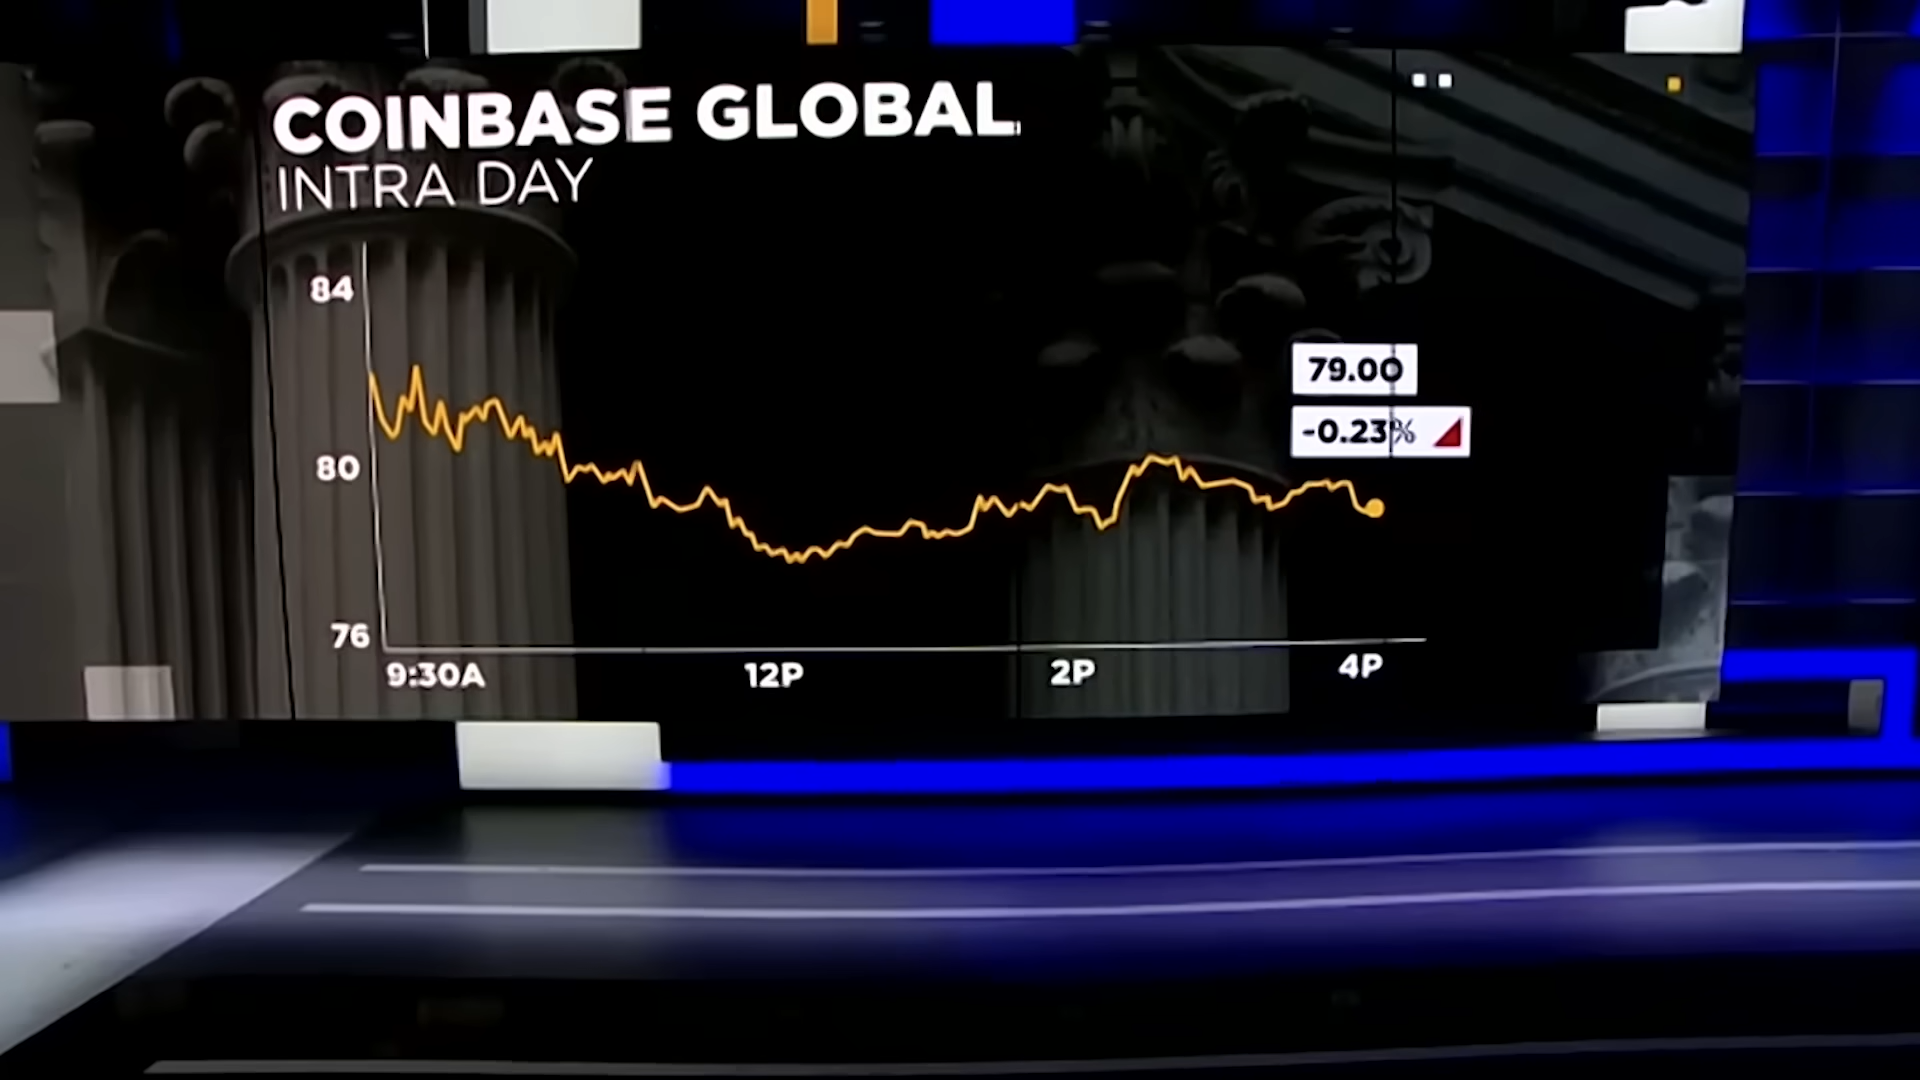 COINBASE GLOBAL
INTRA DAY
84
79.00
-0.23%
80
76
9:30A 12P 2P 4P